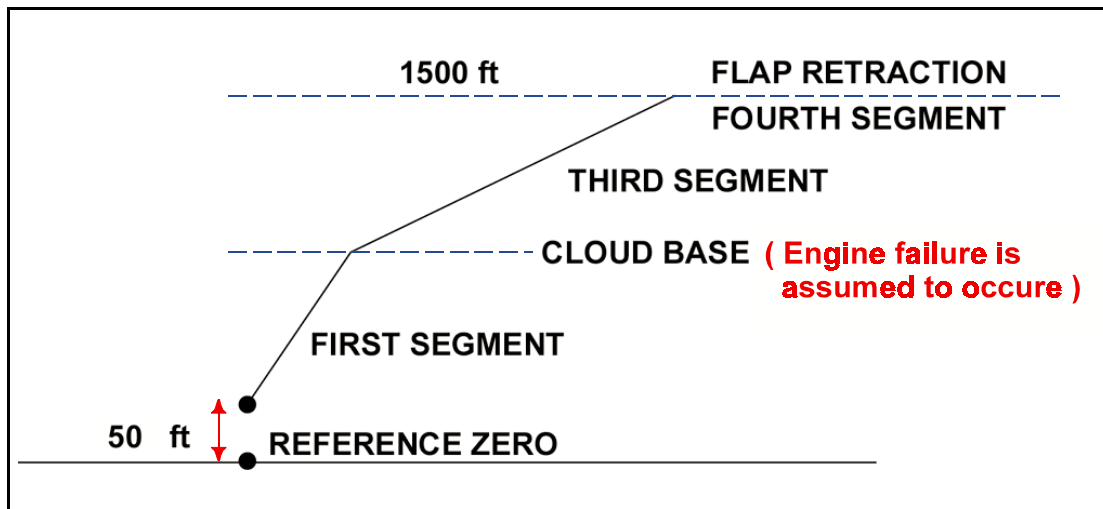 1500 ft
FLAP RETRACTION
FOURTH SEGMENT
THIRD SEGMENT
CLOUD BASE ( Engine failure is
assumed to occure )
FIRST SEGMENT
50 ft
REFERENCE ZERO